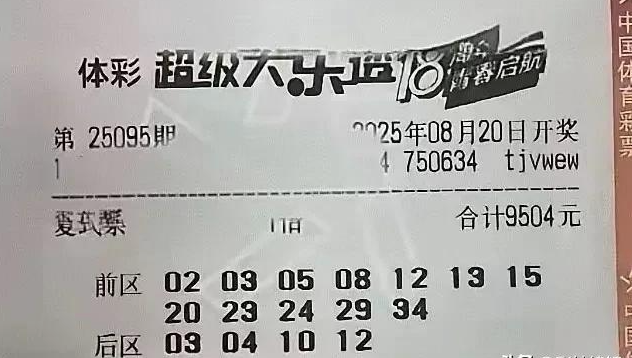 体彩 超级大乐透 18
青春启航
第 25095期 2025年08月20日开奖
1 4 750634 tjvwew
复式票 1倍 合计9504元
前区 02 03 05 08 12 13 15
20 23 24 29 34
后区 03 04 10 12
中国体育彩票